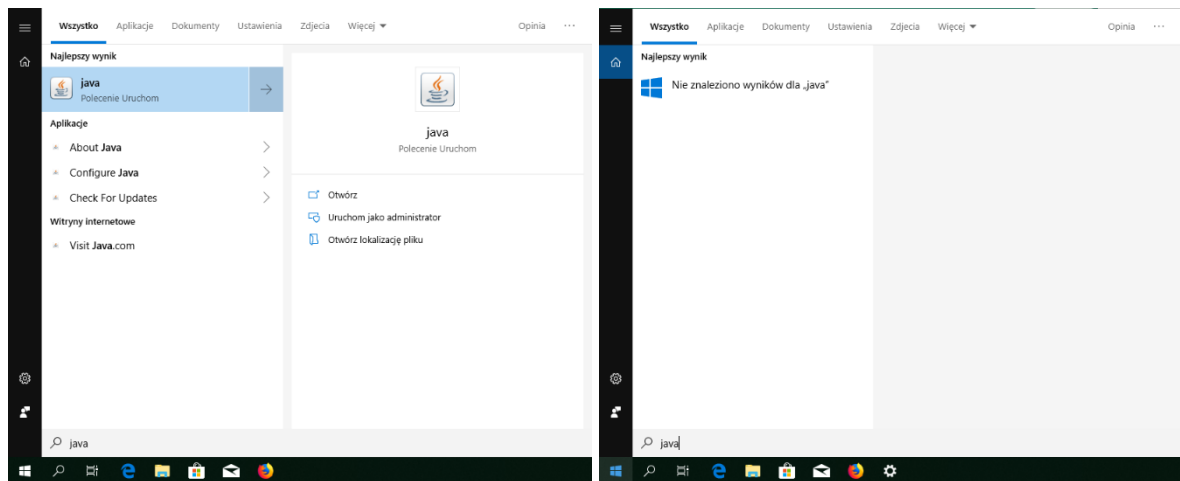 Wszystko Aplikacje Dokumenty Ustawienia Zdjecia Więcej Opinia ...
Najlepszy wynik
java
Polecenie Uruchom
Aplikacje
About Java
Configure Java
Check For Updates
Witryny internetowe
Visit Java.com
java
Polecenie Uruchom
Otwórz
Uruchom jako administrator
Otwórz lokalizację pliku
java
Wszystko Aplikacje Dokumenty Ustawienia Zdjecia Więcej Opinia ...
Najlepszy wynik
Nie znaleziono wyników dla „java”
java